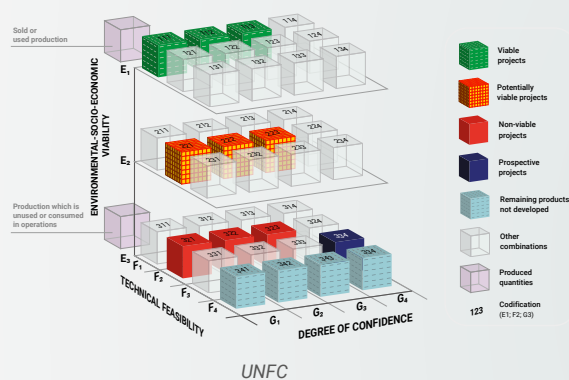 Sold or
used production
ENVIRONMENTAL-SOCIO-ECONOMIC
VIABILITY
E1
111
112
113
114
121
122
123
124
131
132
133
134
E2
211
212
213
214
221
222
223
224
231
232
233
234
Production which is
unused or consumed
in operations
E3
311
312
313
314
321
322
323
324
331
332
333
334
341
342
343
334
F1
F2
F3
F4
TECHNICAL FEASIBILITY
G1
G2
G3
G4
DEGREE OF CONFIDENCE
Viable
projects
Potentially
viable projects
Non-viable
projects
Prospective
projects
Remaining products
not developed
Other
combinations
Produced
quantities
123
Codification
(E1; F2; G3)
UNFC